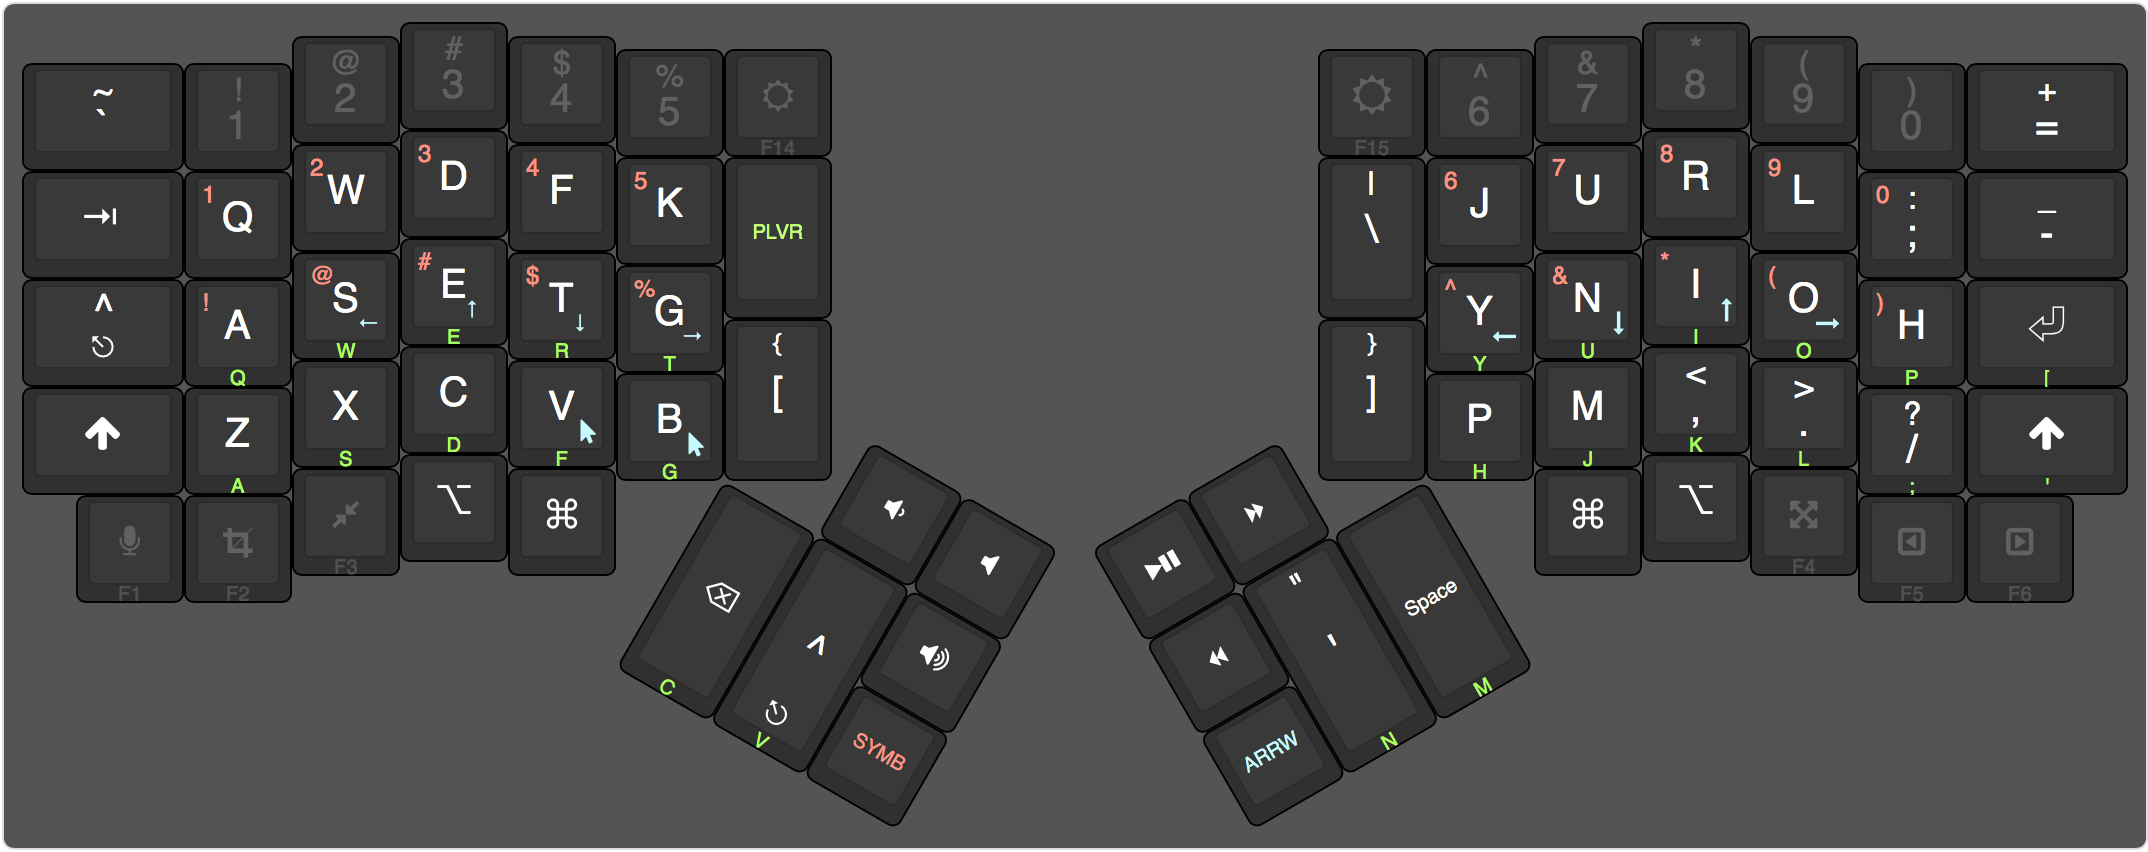 ~ ! @ # $ %
` 1 2 3 4 5 F14
^ & * ( ) +
F15 6 7 8 9 0 =
1 Q 2 W 3 D 4 F 5 K PLVR
| \ 6 J 7 U 8 R 9 L 0 : ; _ -
^ ! A Q @ S ← W # E ↑ E $ T ↓ R % G → T { [
} ] ^ Y ← Y & N ↓ U * I ↑ I ( O → O ) H P [
Z A X S C D V F B G
P H M J < , K > . L ? / ; '
F1 F2 F3 ⌥ ⌘
⌘ ⌥ F4 F5 F6
C
^ V
SYMB
ARRW
" ' N
Space M